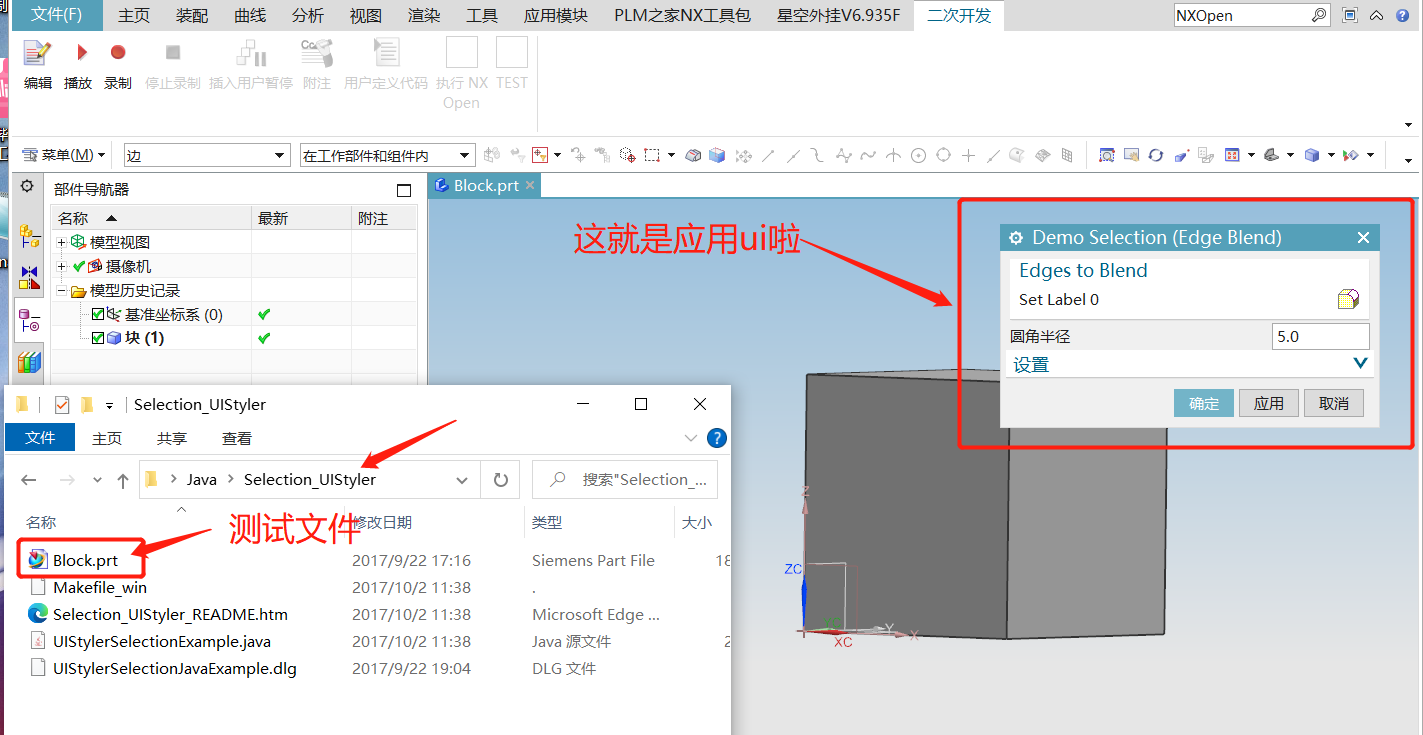 文件(F) 主页 装配 曲线 分析 视图 渲染 工具 应用模块 PLM之家NX工具包 星空外挂V6.935F 二次开发 NXOpen
编辑 播放 录制 停止录制 插入用户暂停 附注 用户定义代码 执行 NX Open TEST
菜单(M) 边 在工作部件和组件内
部件导航器
Block.prt
名称 最新 附注
模型视图
摄像机
模型历史记录
基准坐标系 (0)
块 (1)
这就是应用ui啦
Demo Selection (Edge Blend)
Edges to Blend
Set Label 0
圆角半径 5.0
设置
确定 应用 取消
Selection_UIStyler
文件 主页 共享 查看
Java Selection_UIStyler 搜索"Selection_...
名称 修改日期 类型 大小
测试文件
Block.prt 2017/9/22 17:16 Siemens Part File 18
Makefile_win 2017/10/2 11:38 .
Selection_UIStyler_README.htm 2017/10/2 11:38 Microsoft Edge ...
UIStylerSelectionExample.java 2017/10/2 11:38 Java 源文件
UIStylerSelectionJavaExample.dlg 2017/9/22 19:04 DLG 文件
Z
ZC
Y
XC
X